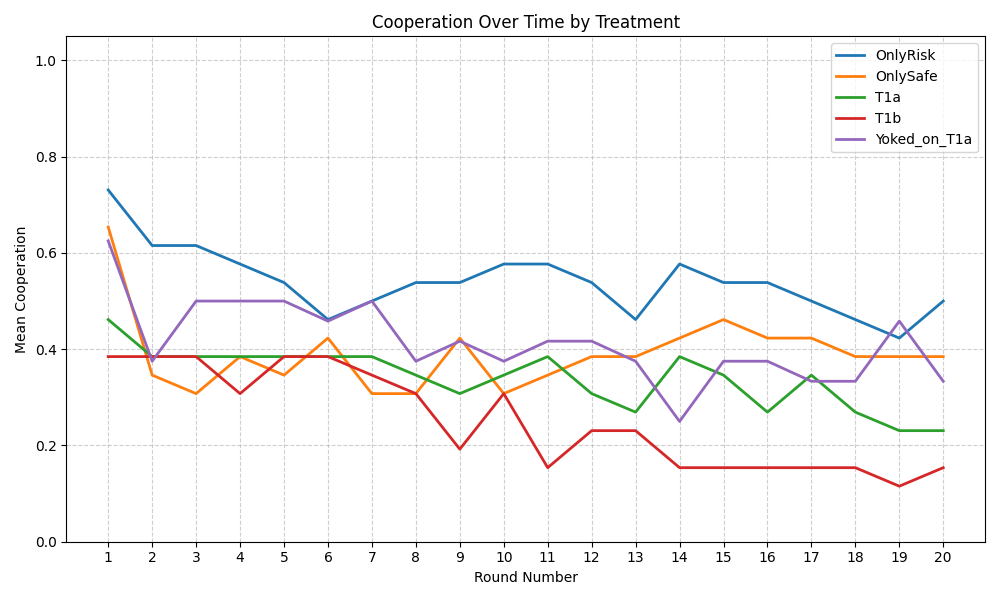 Cooperation Over Time by Treatment
OnlyRisk
OnlySafe
T1a
T1b
Yoked_on_T1a
Mean Cooperation
1.0
0.8
0.6
0.4
0.2
0.0
1 2 3 4 5 6 7 8 9 10 11 12 13 14 15 16 17 18 19 20
Round Number